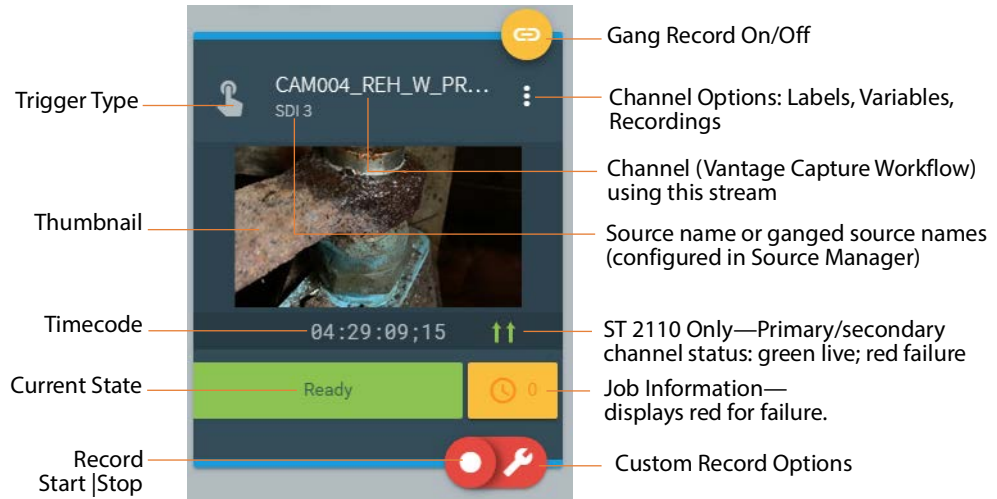 Gang Record On/Off
Trigger Type
CAM004_REH_W_PR...
SDI 3
Channel Options: Labels, Variables,
Recordings
Channel (Vantage Capture Workflow)
using this stream
Thumbnail
Source name or ganged source names
(configured in Source Manager)
Timecode
04:29:09;15
ST 2110 Only—Primary/secondary
channel status: green live; red failure
Current State
Ready
0
Job Information—
displays red for failure.
Record
Start |Stop
Custom Record Options